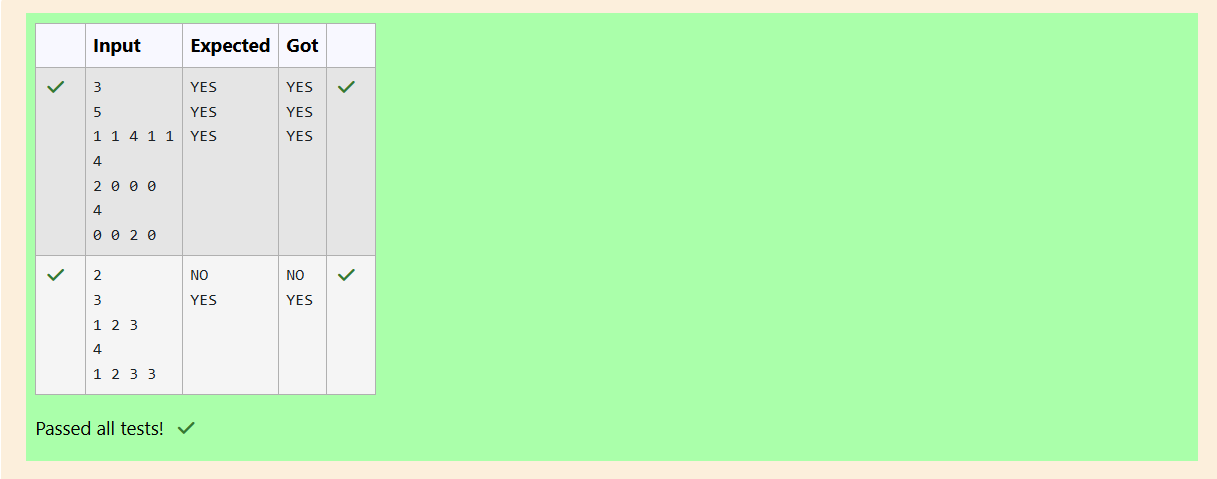 Input Expected Got
3 YES YES
5 YES YES
1 1 4 1 1 YES YES
4
2 0 0 0
4
0 0 2 0
2 NO NO
3 YES YES
1 2 3
4
1 2 3 3
Passed all tests!